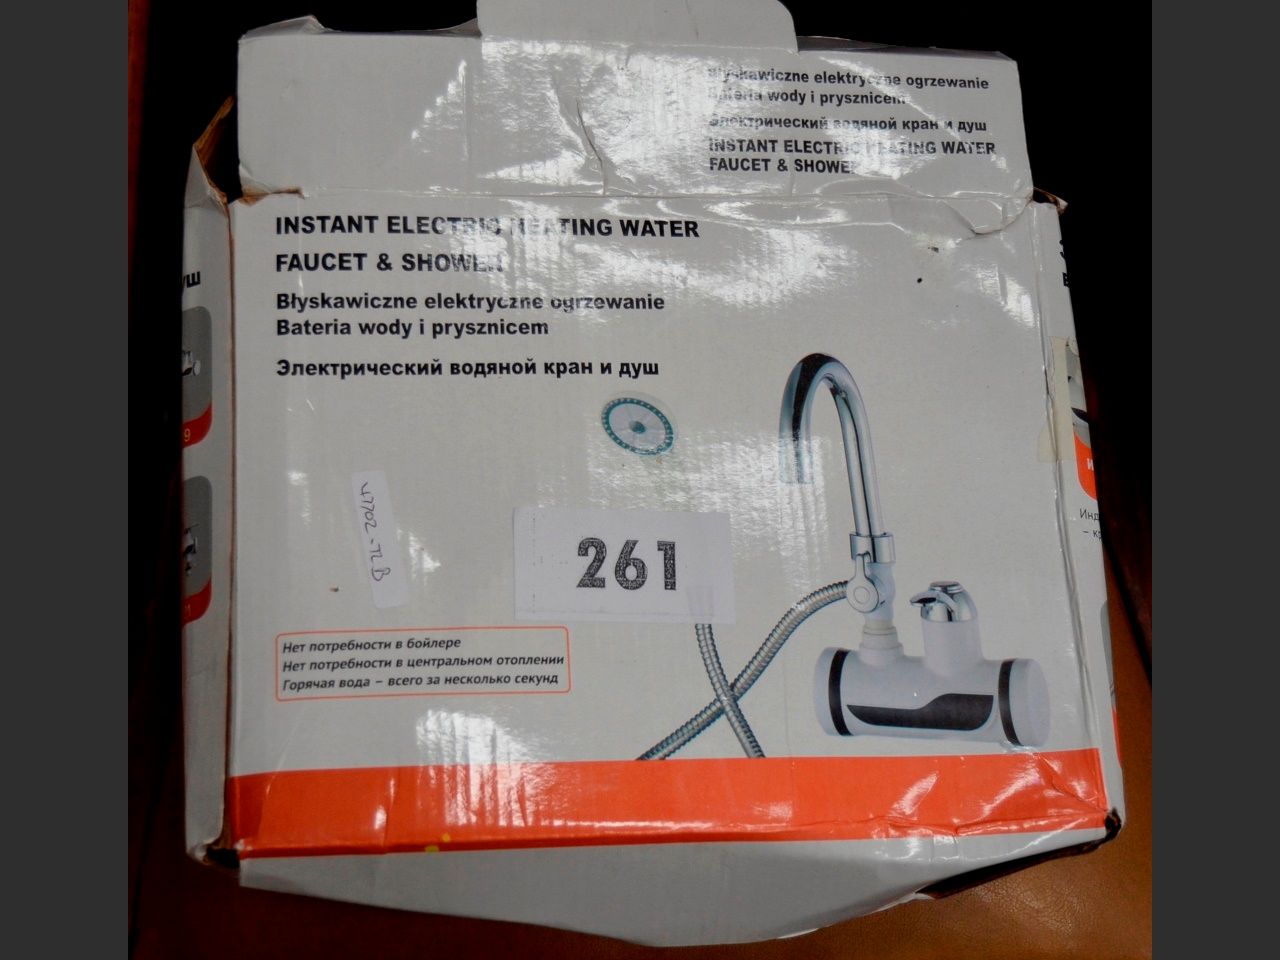 Błyskawiczne elektryczne ogrzewanie
Bateria wody i prysznicem
Электрический водяной кран и душ
INSTANT ELECTRIC HEATING WATER
FAUCET & SHOWER
INSTANT ELECTRIC HEATING WATER
FAUCET & SHOWER
Błyskawiczne elektryczne ogrzewanie
Bateria wody i prysznicem
Электрический водяной кран и душ
261
Нет потребности в бойлере
Нет потребности в центральном отоплении
Горячая вода – всего за несколько секунд